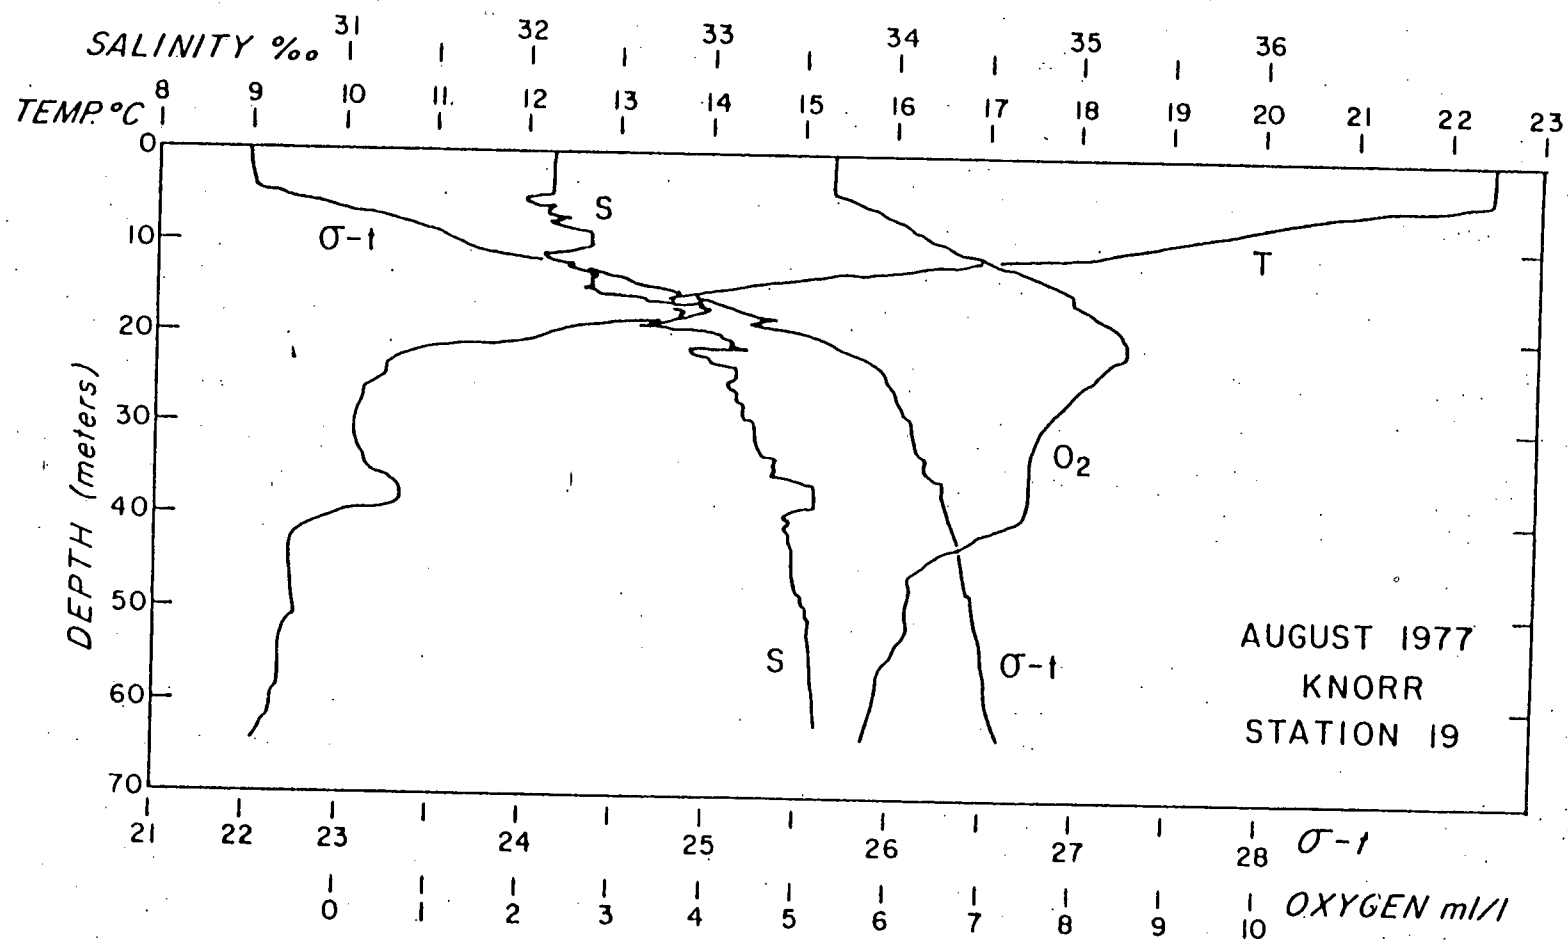 31 32 33 34 35 36
SALINITY ‰
8 9 10 11. 12 13 14 15 16 17 18 19 20 21 22 23
TEMP. °C
0
10
20
30
40
50
60
70
DEPTH (meters)
S
σ-t
T
O2
S
σ-t
AUGUST 1977
KNORR
STATION 19
21 22 23 24 25 26 27 28 σ-t
0 1 2 3 4 5 6 7 8 9 10 OXYGEN ml/l